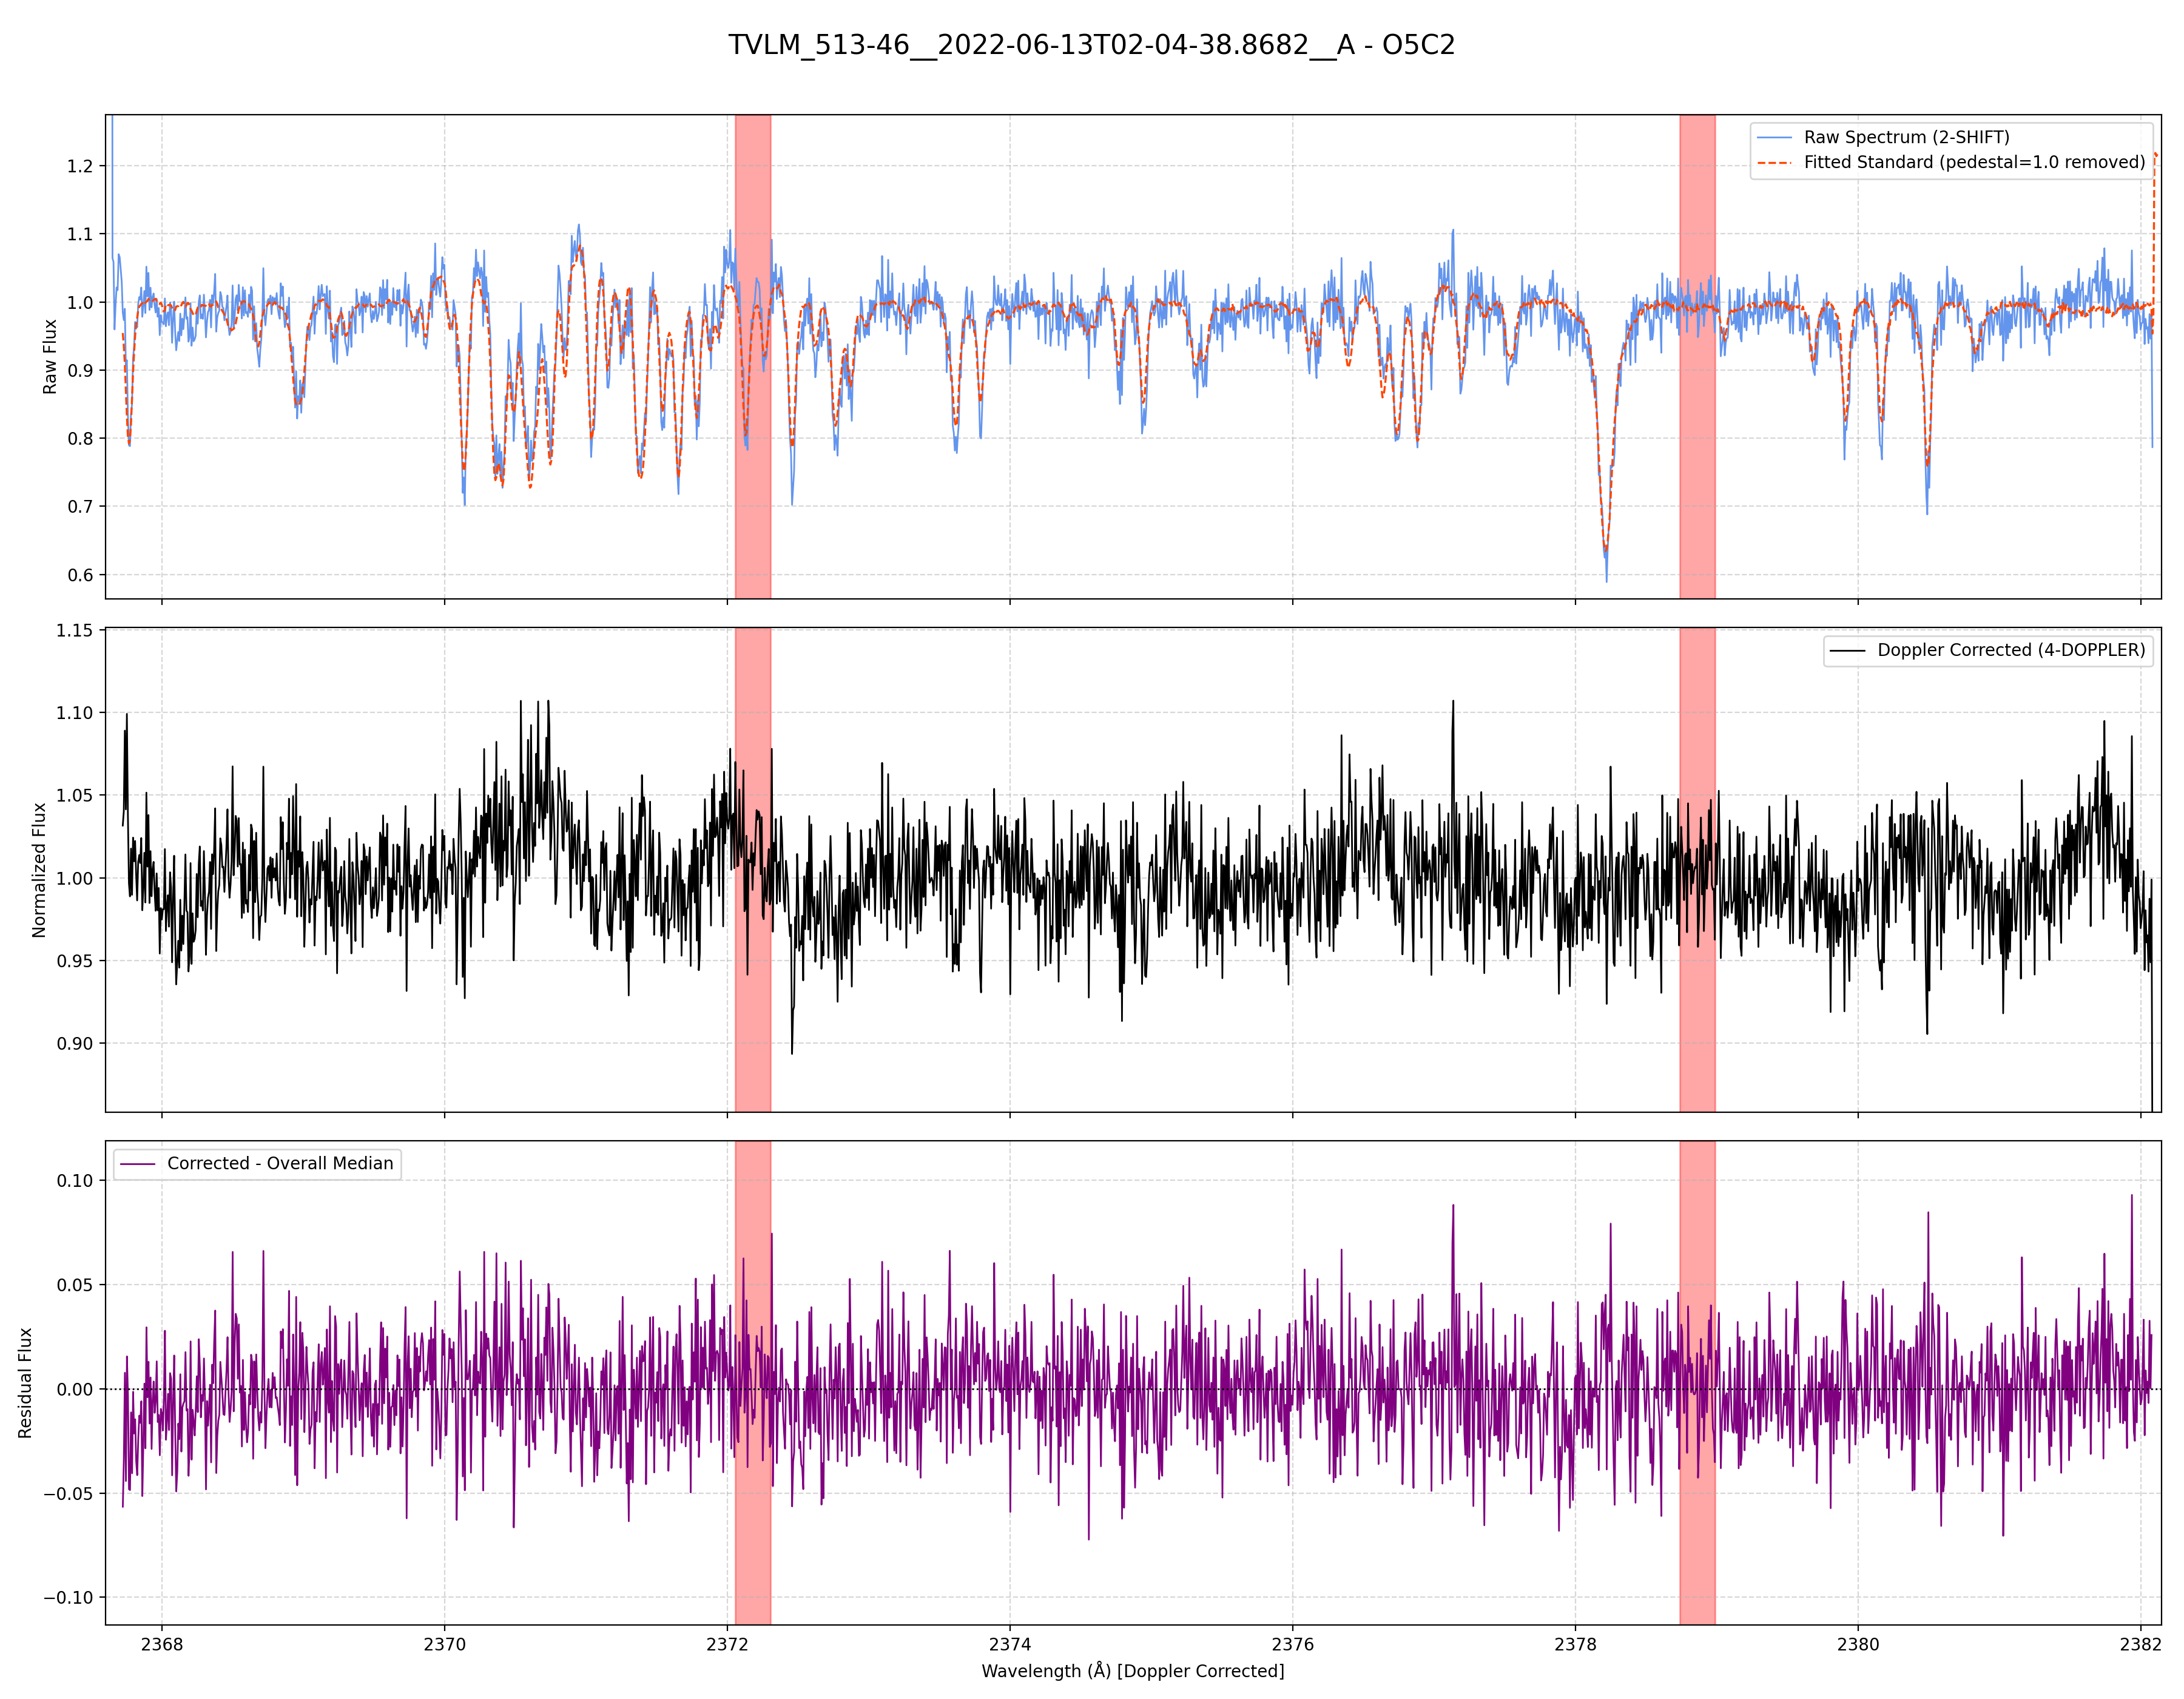 TVLM_513-46__2022-06-13T02-04-38.8682__A - O5C2
Raw Flux
1.2
1.1
1.0
0.9
0.8
0.7
0.6
Raw Spectrum (2-SHIFT)
Fitted Standard (pedestal=1.0 removed)
Normalized Flux
1.15
1.10
1.05
1.00
0.95
0.90
Doppler Corrected (4-DOPPLER)
Residual Flux
0.10
0.05
0.00
−0.05
−0.10
Corrected - Overall Median
2368 2370 2372 2374 2376 2378 2380 2382
Wavelength (Å) [Doppler Corrected]